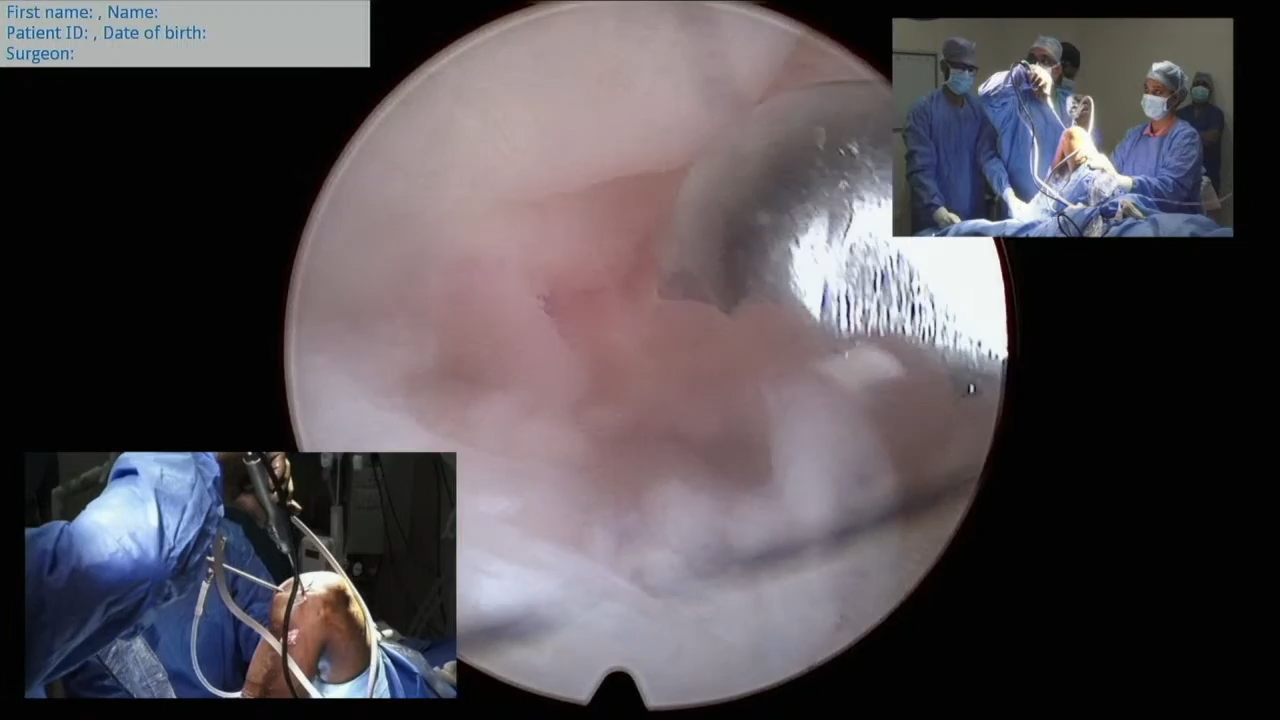 First name: , Name:
Patient ID: , Date of birth:
Surgeon: